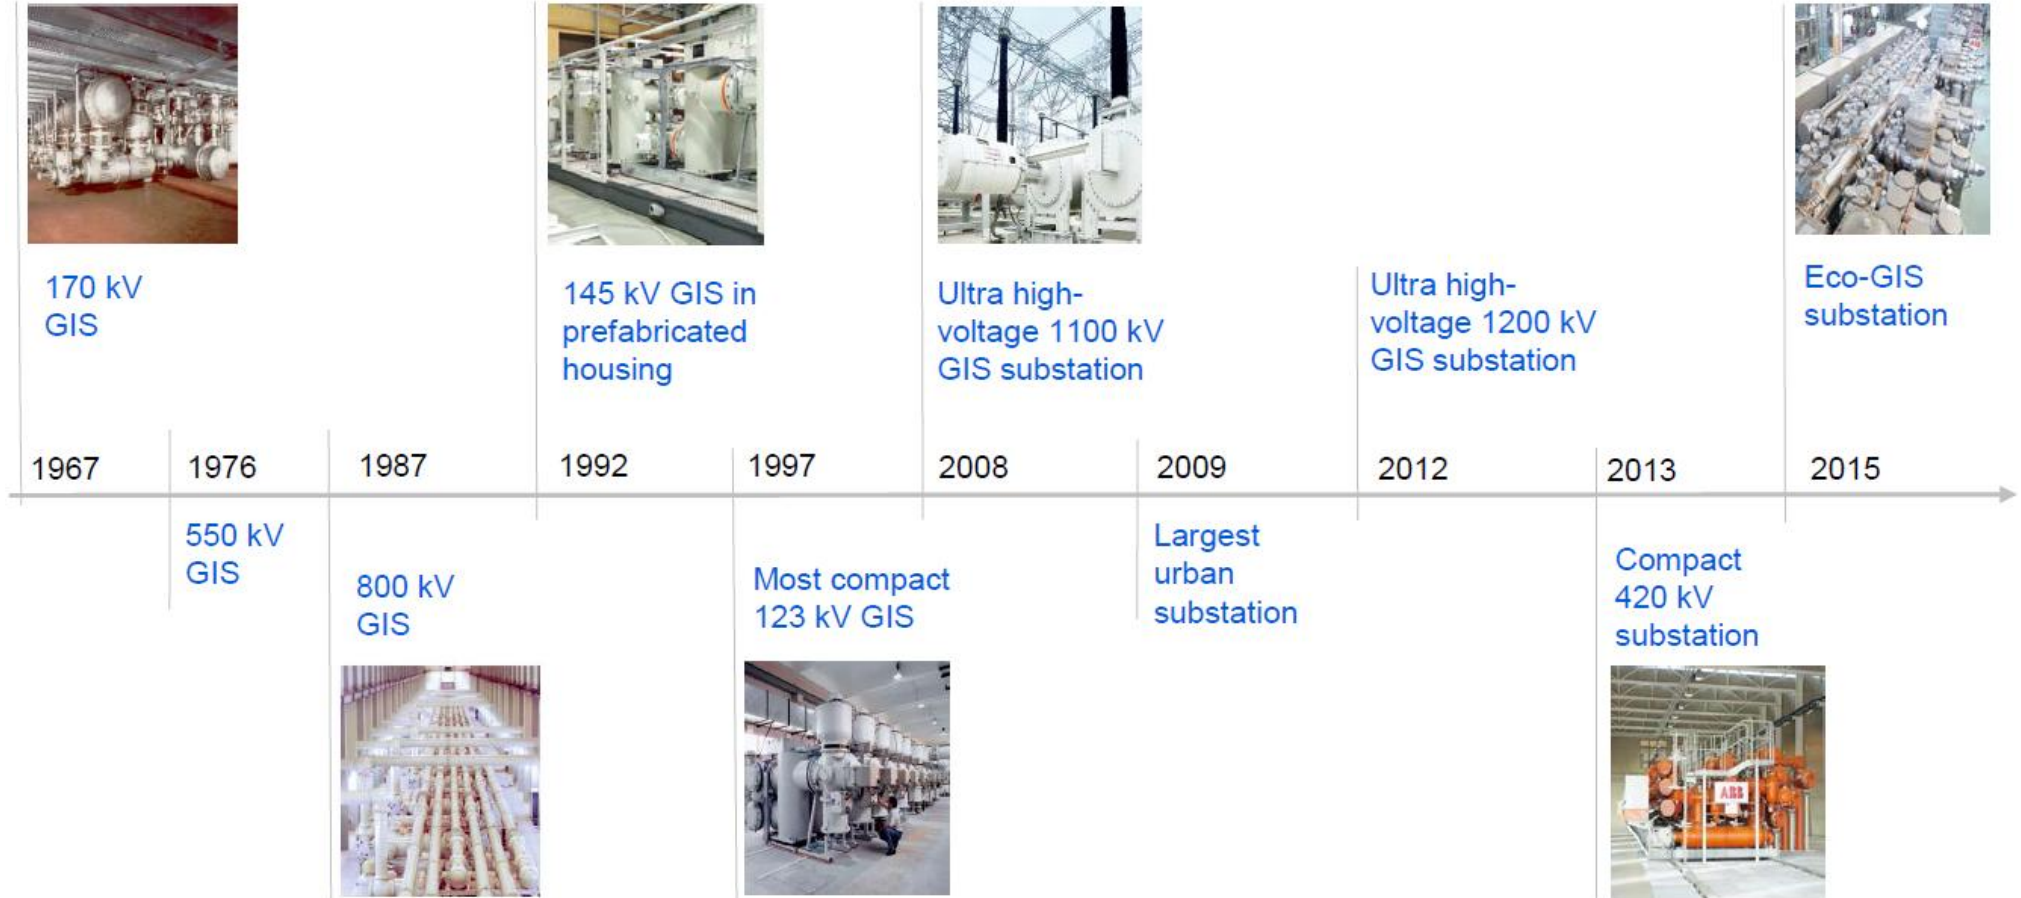 170 kV
GIS
145 kV GIS in
prefabricated
housing
Ultra high-
voltage 1100 kV
GIS substation
Ultra high-
voltage 1200 kV
GIS substation
Eco-GIS
substation
1967
1976
1987
1992
1997
2008
2009
2012
2013
2015
550 kV
GIS
800 kV
GIS
Most compact
123 kV GIS
Largest
urban
substation
Compact
420 kV
substation
ABB